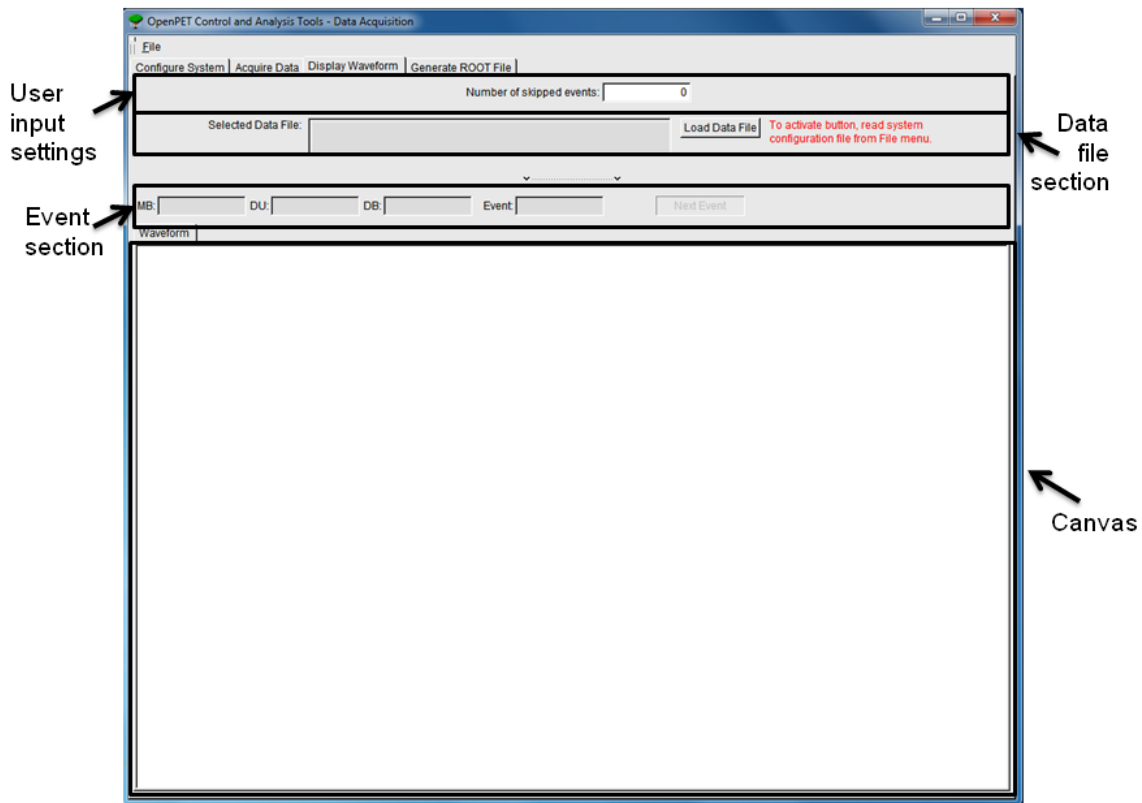 OpenPET Control and Analysis Tools - Data Acquisition
File
Configure System Acquire Data Display Waveform Generate ROOT File
User
input
settings
Number of skipped events: 0
Selected Data File: Load Data File To activate button, read system
configuration file from File menu.
Data
file
section
Event
section
MB: DU: DB: Event: Next Event
Waveform
Canvas